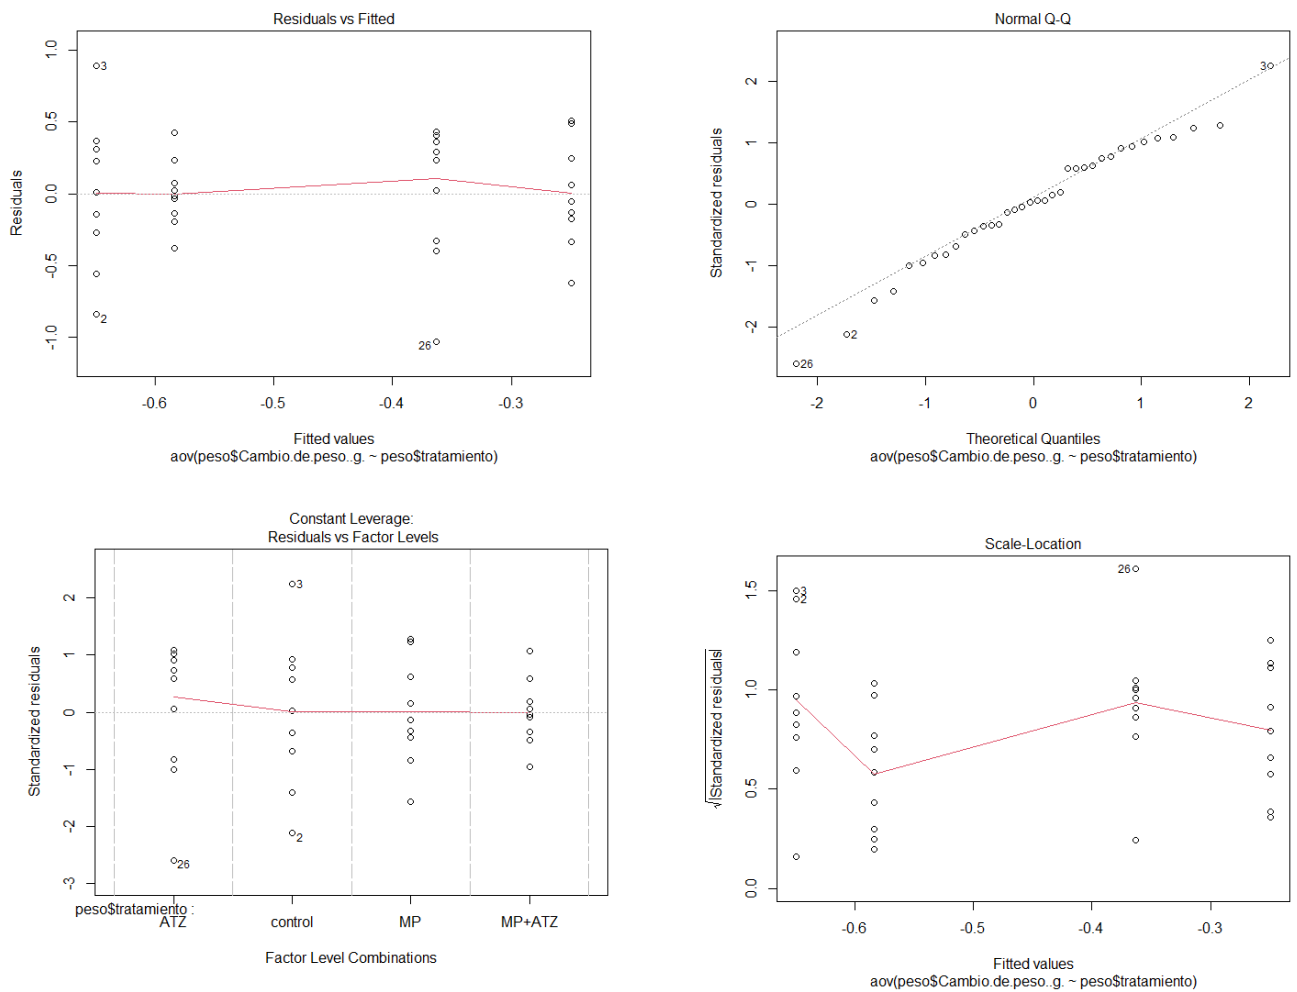 Residuals vs Fitted
Residuals
1.0
0.5
0.0
-0.5
-1.0
3
2
26
-0.6 -0.5 -0.4 -0.3
Fitted values
aov(peso$Cambio.de.peso..g. ~ peso$tratamiento)
Normal Q-Q
Standardized residuals
2
1
0
-1
-2
3
2
26
-2 -1 0 1 2
Theoretical Quantiles
aov(peso$Cambio.de.peso..g. ~ peso$tratamiento)
Constant Leverage:
Residuals vs Factor Levels
Standardized residuals
2
1
0
-1
-2
-3
3
2
26
peso$tratamiento :
ATZ control MP MP+ATZ
Factor Level Combinations
Scale-Location
√|Standardized residuals|
1.5
1.0
0.5
0.0
26
3
2
-0.6 -0.5 -0.4 -0.3
Fitted values
aov(peso$Cambio.de.peso..g. ~ peso$tratamiento)